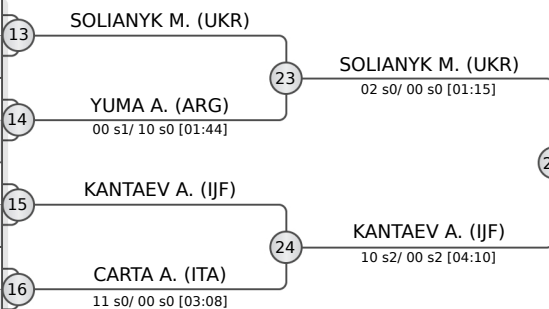 SOLIANYK M. (UKR)
13
23
SOLIANYK M. (UKR)
02 s0/ 00 s0 [01:15]
YUMA A. (ARG)
14
00 s1/ 10 s0 [01:44]
KANTAEV A. (IJF)
15
24
KANTAEV A. (IJF)
10 s2/ 00 s2 [04:10]
CARTA A. (ITA)
16
11 s0/ 00 s0 [03:08]